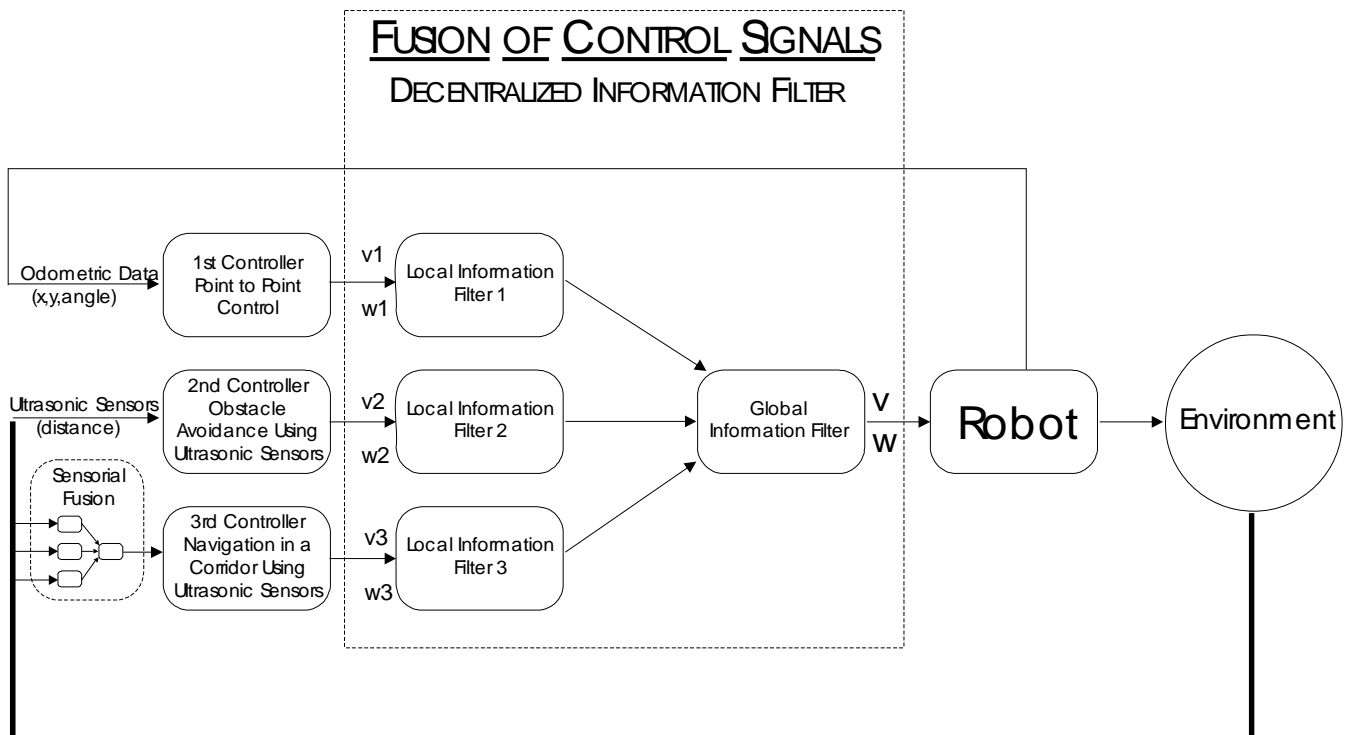 FUSION OF CONTROL SIGNALS
DECENTRALIZED INFORMATION FILTER
Odometric Data
(x,y,angle)
1st Controller
Point to Point
Control
v1
w1
Local Information
Filter 1
Ultrasonic Sensors
(distance)
2nd Controller
Obstacle
Avoidance Using
Ultrasonic Sensors
v2
w2
Local Information
Filter 2
Global
Information Filter
v
w
Robot
Environment
Sensorial
Fusion
3rd Controller
Navigation in a
Corridor Using
Ultrasonic Sensors
v3
w3
Local Information
Filter 3